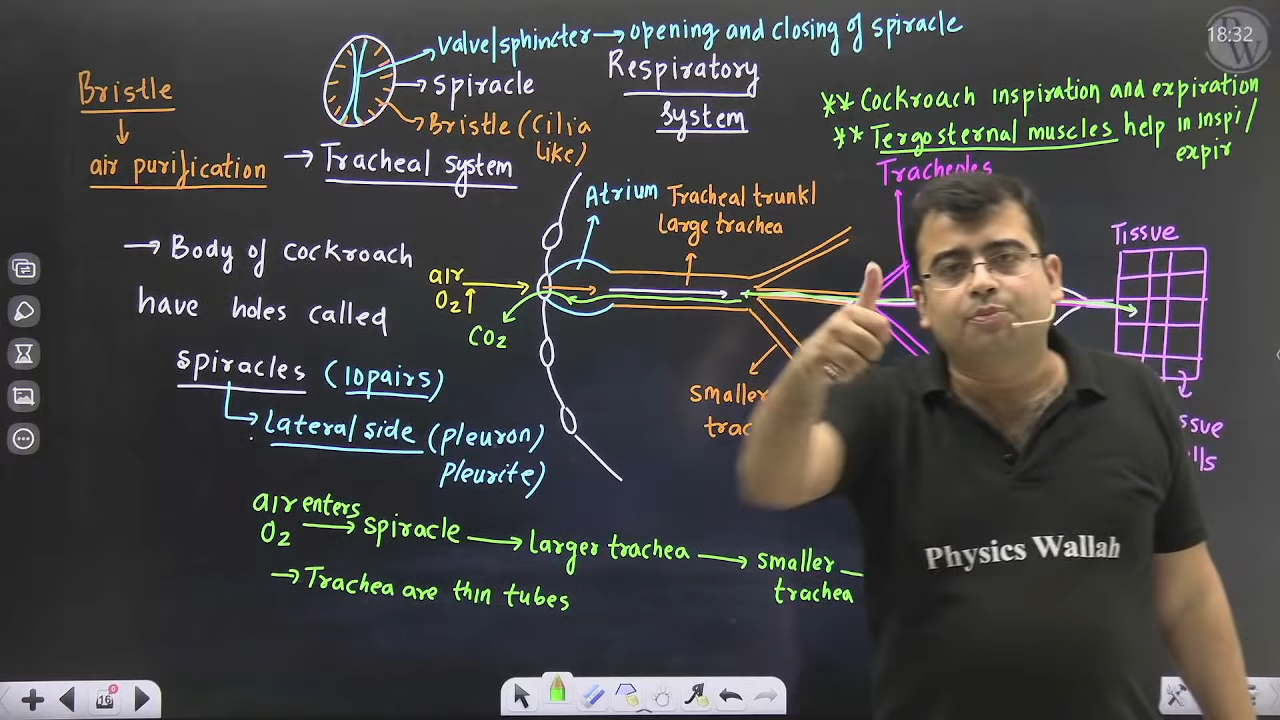 18:32
valve/sphincter → opening and closing of spiracle
Respiratory
system
Bristle
↓
air purification
→ spiracle
→ Bristle (cilia
like)
→ Tracheal system
** Cockroach inspiration and expiration
** Tergosternal muscles help in inspi/
expir
Tracheoles
Atrium
Tracheal trunk/
large trachea
Tissue
→ Body of cockroach
have holes called
spiracles (10pairs)
→ Lateral side (pleuron)
pleurite)
air
O2
CO2
smaller
air enters
O2 → spiracle → larger trachea → smaller
trachea
→ Trachea are thin tubes
Physics Wallah
16